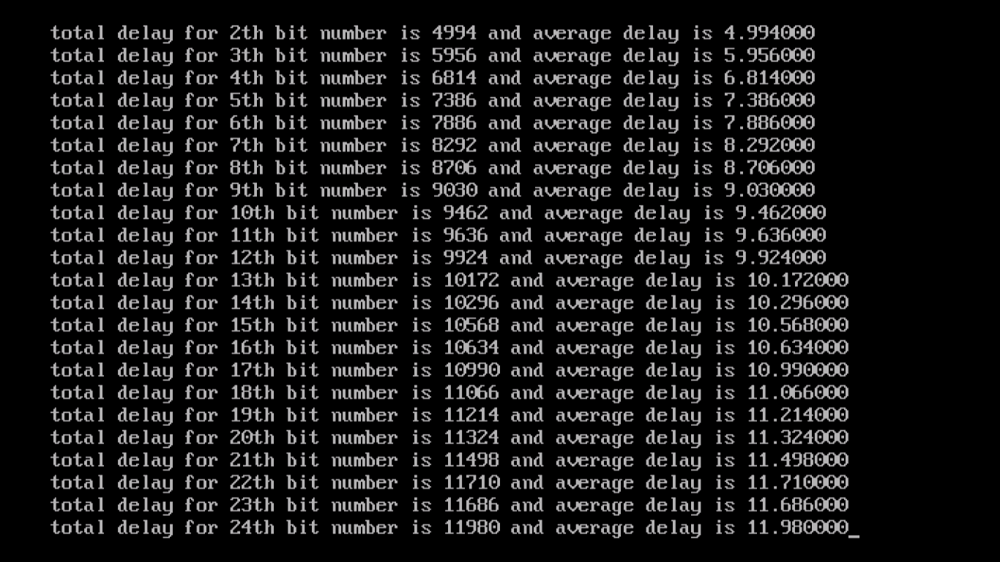 total delay for 2th bit number is 4994 and average delay is 4.994000
total delay for 3th bit number is 5956 and average delay is 5.956000
total delay for 4th bit number is 6814 and average delay is 6.814000
total delay for 5th bit number is 7386 and average delay is 7.386000
total delay for 6th bit number is 7886 and average delay is 7.886000
total delay for 7th bit number is 8292 and average delay is 8.292000
total delay for 8th bit number is 8706 and average delay is 8.706000
total delay for 9th bit number is 9030 and average delay is 9.030000
total delay for 10th bit number is 9462 and average delay is 9.462000
total delay for 11th bit number is 9636 and average delay is 9.636000
total delay for 12th bit number is 9924 and average delay is 9.924000
total delay for 13th bit number is 10172 and average delay is 10.172000
total delay for 14th bit number is 10296 and average delay is 10.296000
total delay for 15th bit number is 10568 and average delay is 10.568000
total delay for 16th bit number is 10634 and average delay is 10.634000
total delay for 17th bit number is 10990 and average delay is 10.990000
total delay for 18th bit number is 11066 and average delay is 11.066000
total delay for 19th bit number is 11214 and average delay is 11.214000
total delay for 20th bit number is 11324 and average delay is 11.324000
total delay for 21th bit number is 11498 and average delay is 11.498000
total delay for 22th bit number is 11710 and average delay is 11.710000
total delay for 23th bit number is 11686 and average delay is 11.686000
total delay for 24th bit number is 11980 and average delay is 11.980000_